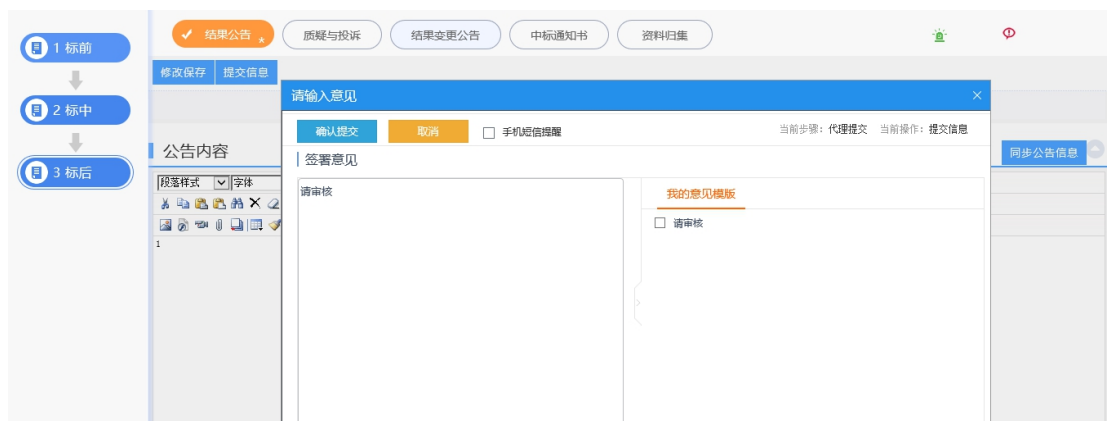 1 标前
2 标中
3 标后
结果公告 *
质疑与投诉
结果变更公告
中标通知书
资料归集
修改保存
提交信息
请输入意见
确认提交
取消
手机短信提醒
当前步骤: 代理提交 当前操作: 提交信息
签署意见
公告内容
同步公告信息
段落样式
字体
请审核
我的意见模版
请审核
1